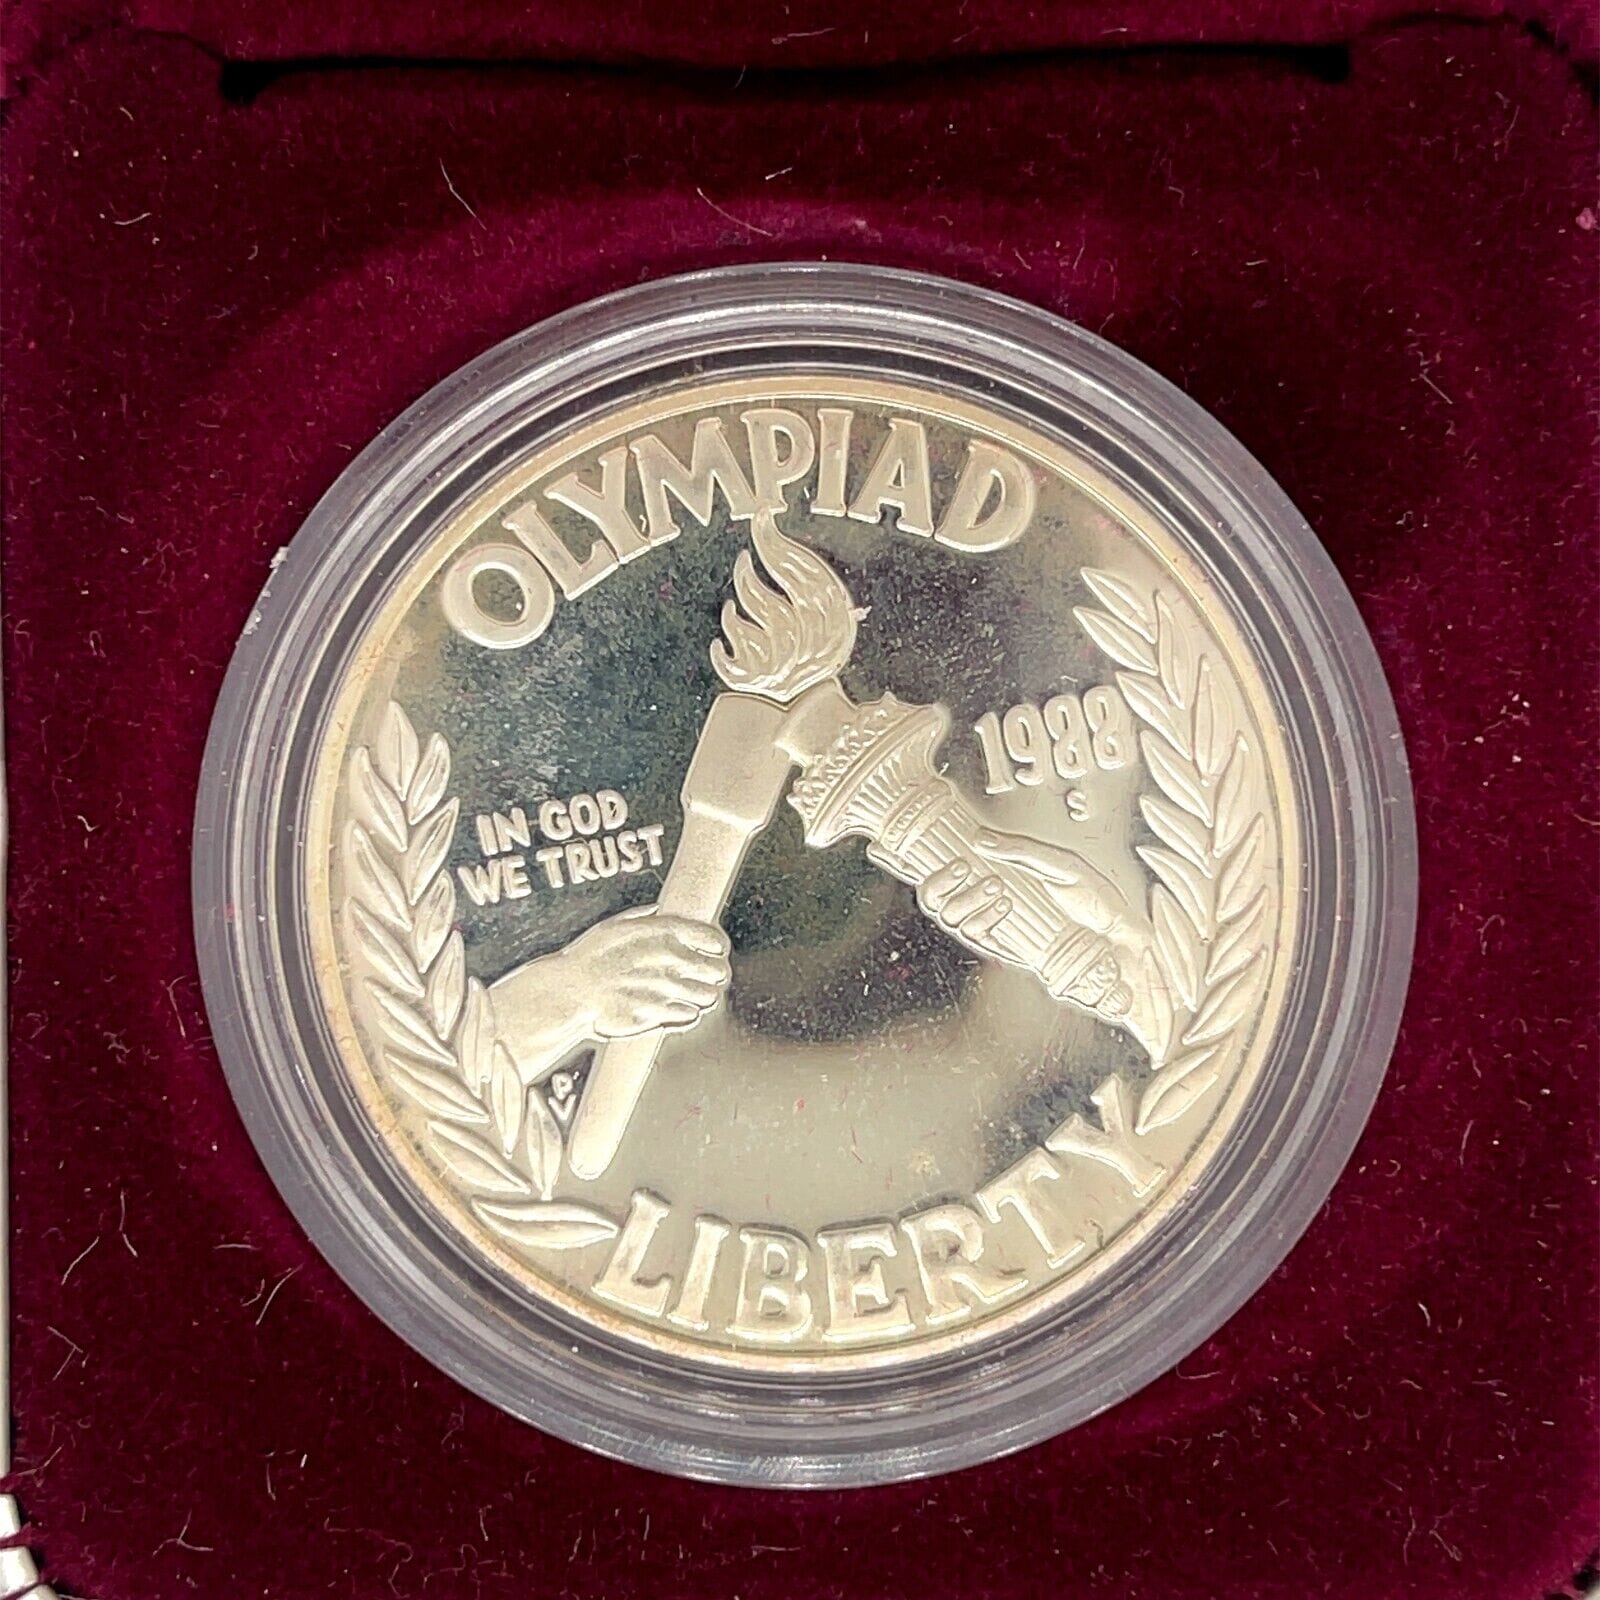 OLYMPIAD
1988
S
IN GOD
WE TRUST
P
V
LIBERTY